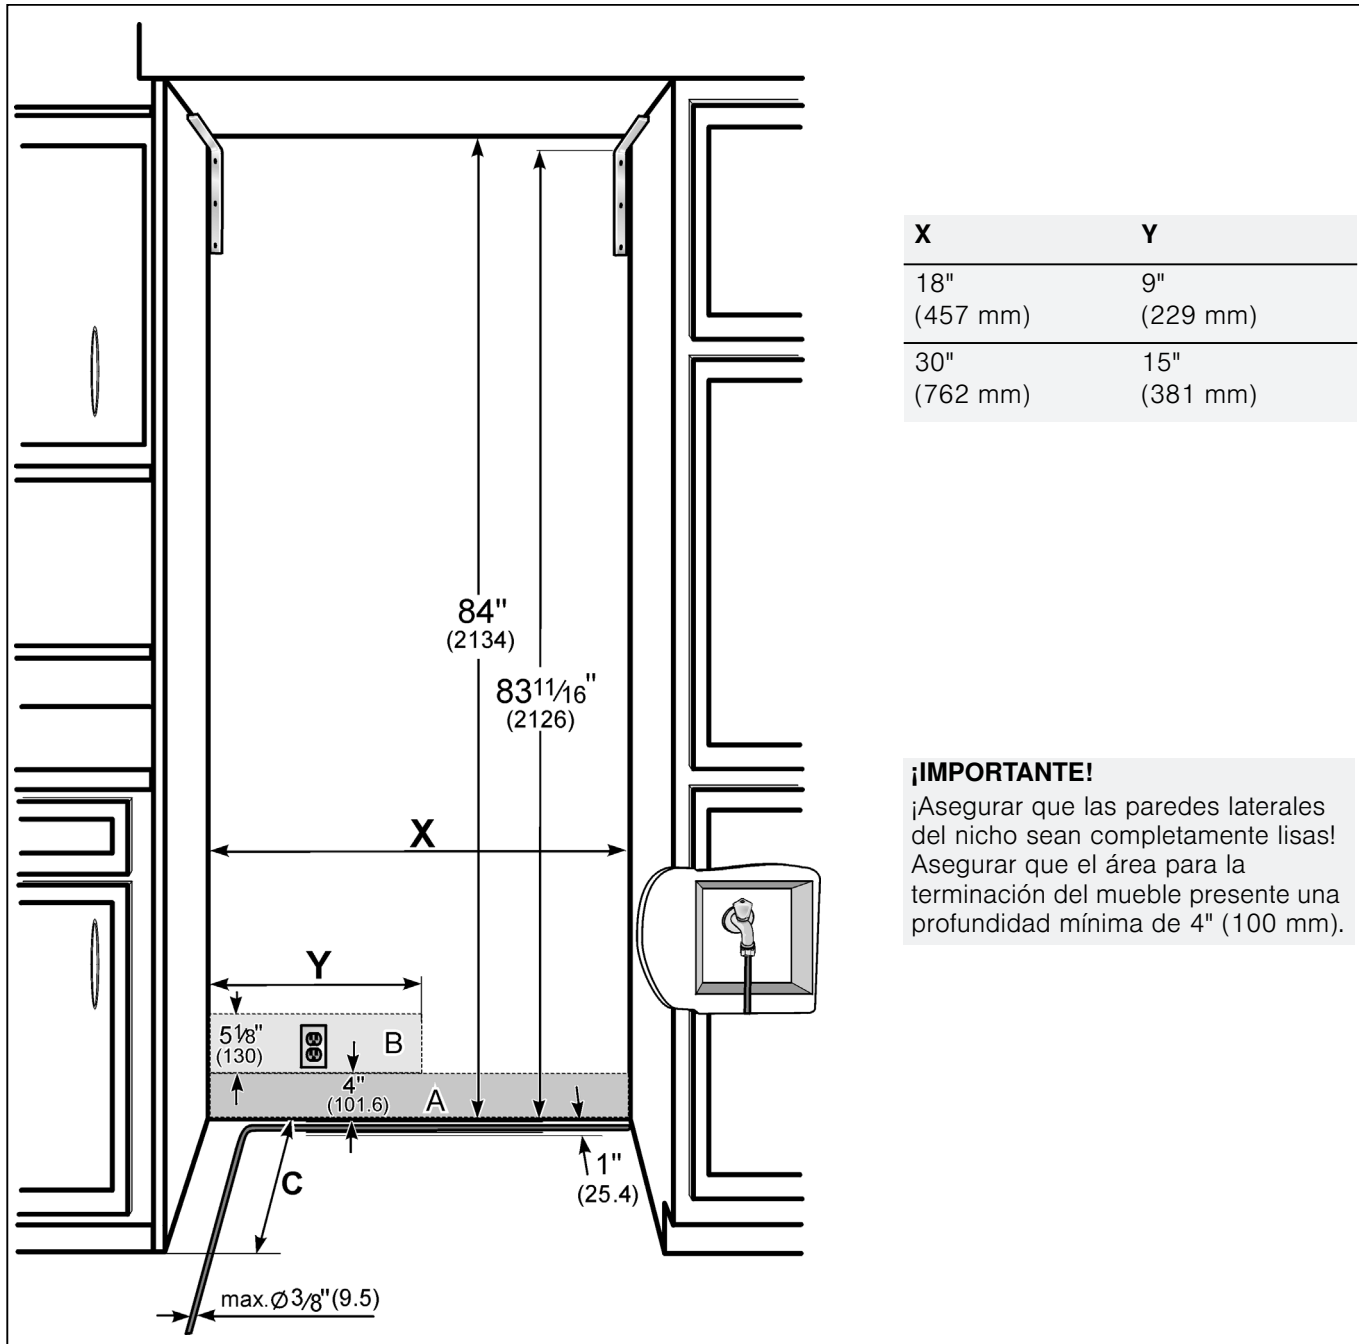 84"
(2134)
83 11/16"
(2126)
X
Y
5 1/8"
(130)
B
4"
(101.6)
A
C
1"
(25.4)
max. Ø 3/8" (9.5)
X Y
18" 9"
(457 mm) (229 mm)
30" 15"
(762 mm) (381 mm)
¡IMPORTANTE!
¡Asegurar que las paredes laterales
del nicho sean completamente lisas!
Asegurar que el área para la
terminación del mueble presente una
profundidad mínima de 4" (100 mm).